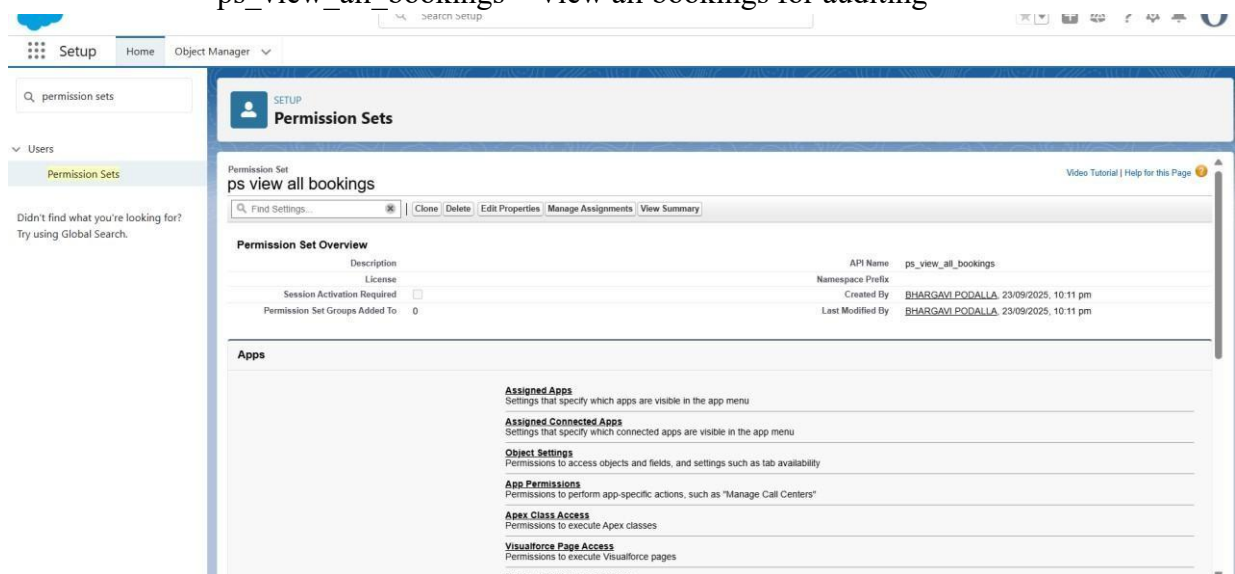 ps_view_all_bookings – view all bookings for auditing
Search Setup
Setup Home Object Manager
permission sets
Users
Permission Sets
Didn't find what you're looking for?
Try using Global Search.
SETUP
Permission Sets
Permission Set
ps view all bookings
Video Tutorial | Help for this Page
Find Settings... Clone Delete Edit Properties Manage Assignments View Summary
Permission Set Overview
Description API Name ps_view_all_bookings
License Namespace Prefix
Session Activation Required Created By BHARGAVI PODALLA, 23/09/2025, 10:11 pm
Permission Set Groups Added To 0 Last Modified By BHARGAVI PODALLA, 23/09/2025, 10:11 pm
Apps
Assigned Apps
Settings that specify which apps are visible in the app menu
Assigned Connected Apps
Settings that specify which connected apps are visible in the app menu
Object Settings
Permissions to access objects and fields, and settings such as tab availability
App Permissions
Permissions to perform app-specific actions, such as "Manage Call Centers"
Apex Class Access
Permissions to execute Apex classes
Visualforce Page Access
Permissions to execute Visualforce pages